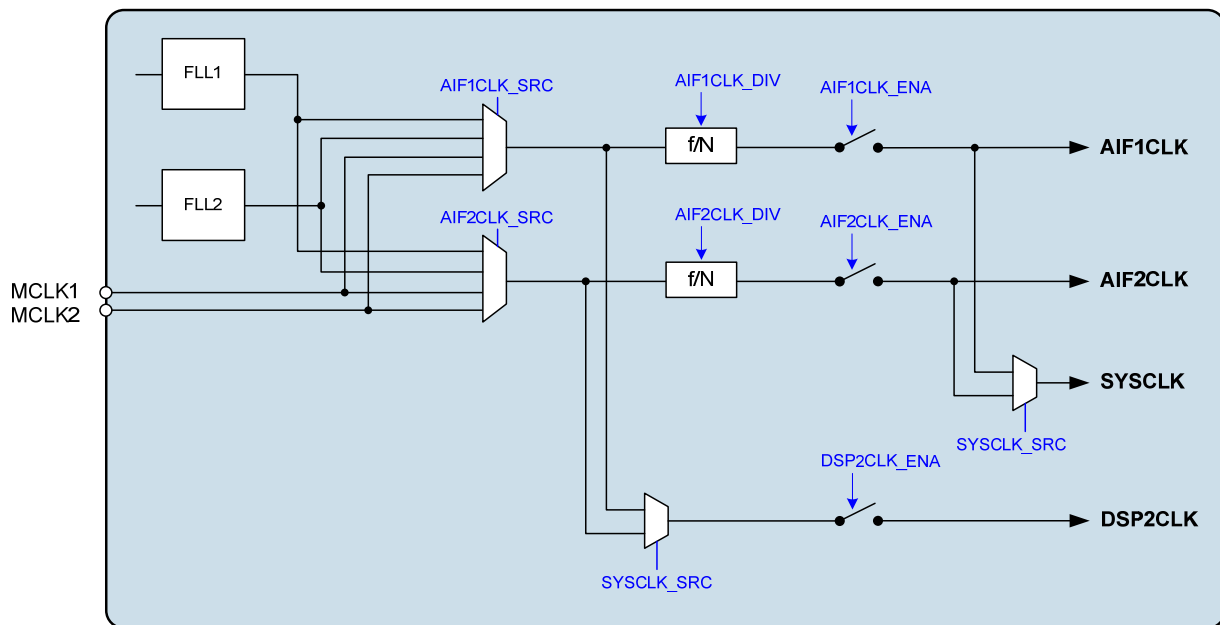 FLL1
FLL2
MCLK1
MCLK2
AIF1CLK_SRC
AIF2CLK_SRC
AIF1CLK_DIV
f/N
AIF1CLK_ENA
AIF1CLK
AIF2CLK_DIV
f/N
AIF2CLK_ENA
AIF2CLK
SYSCLK
SYSCLK_SRC
DSP2CLK_ENA
DSP2CLK
SYSCLK_SRC